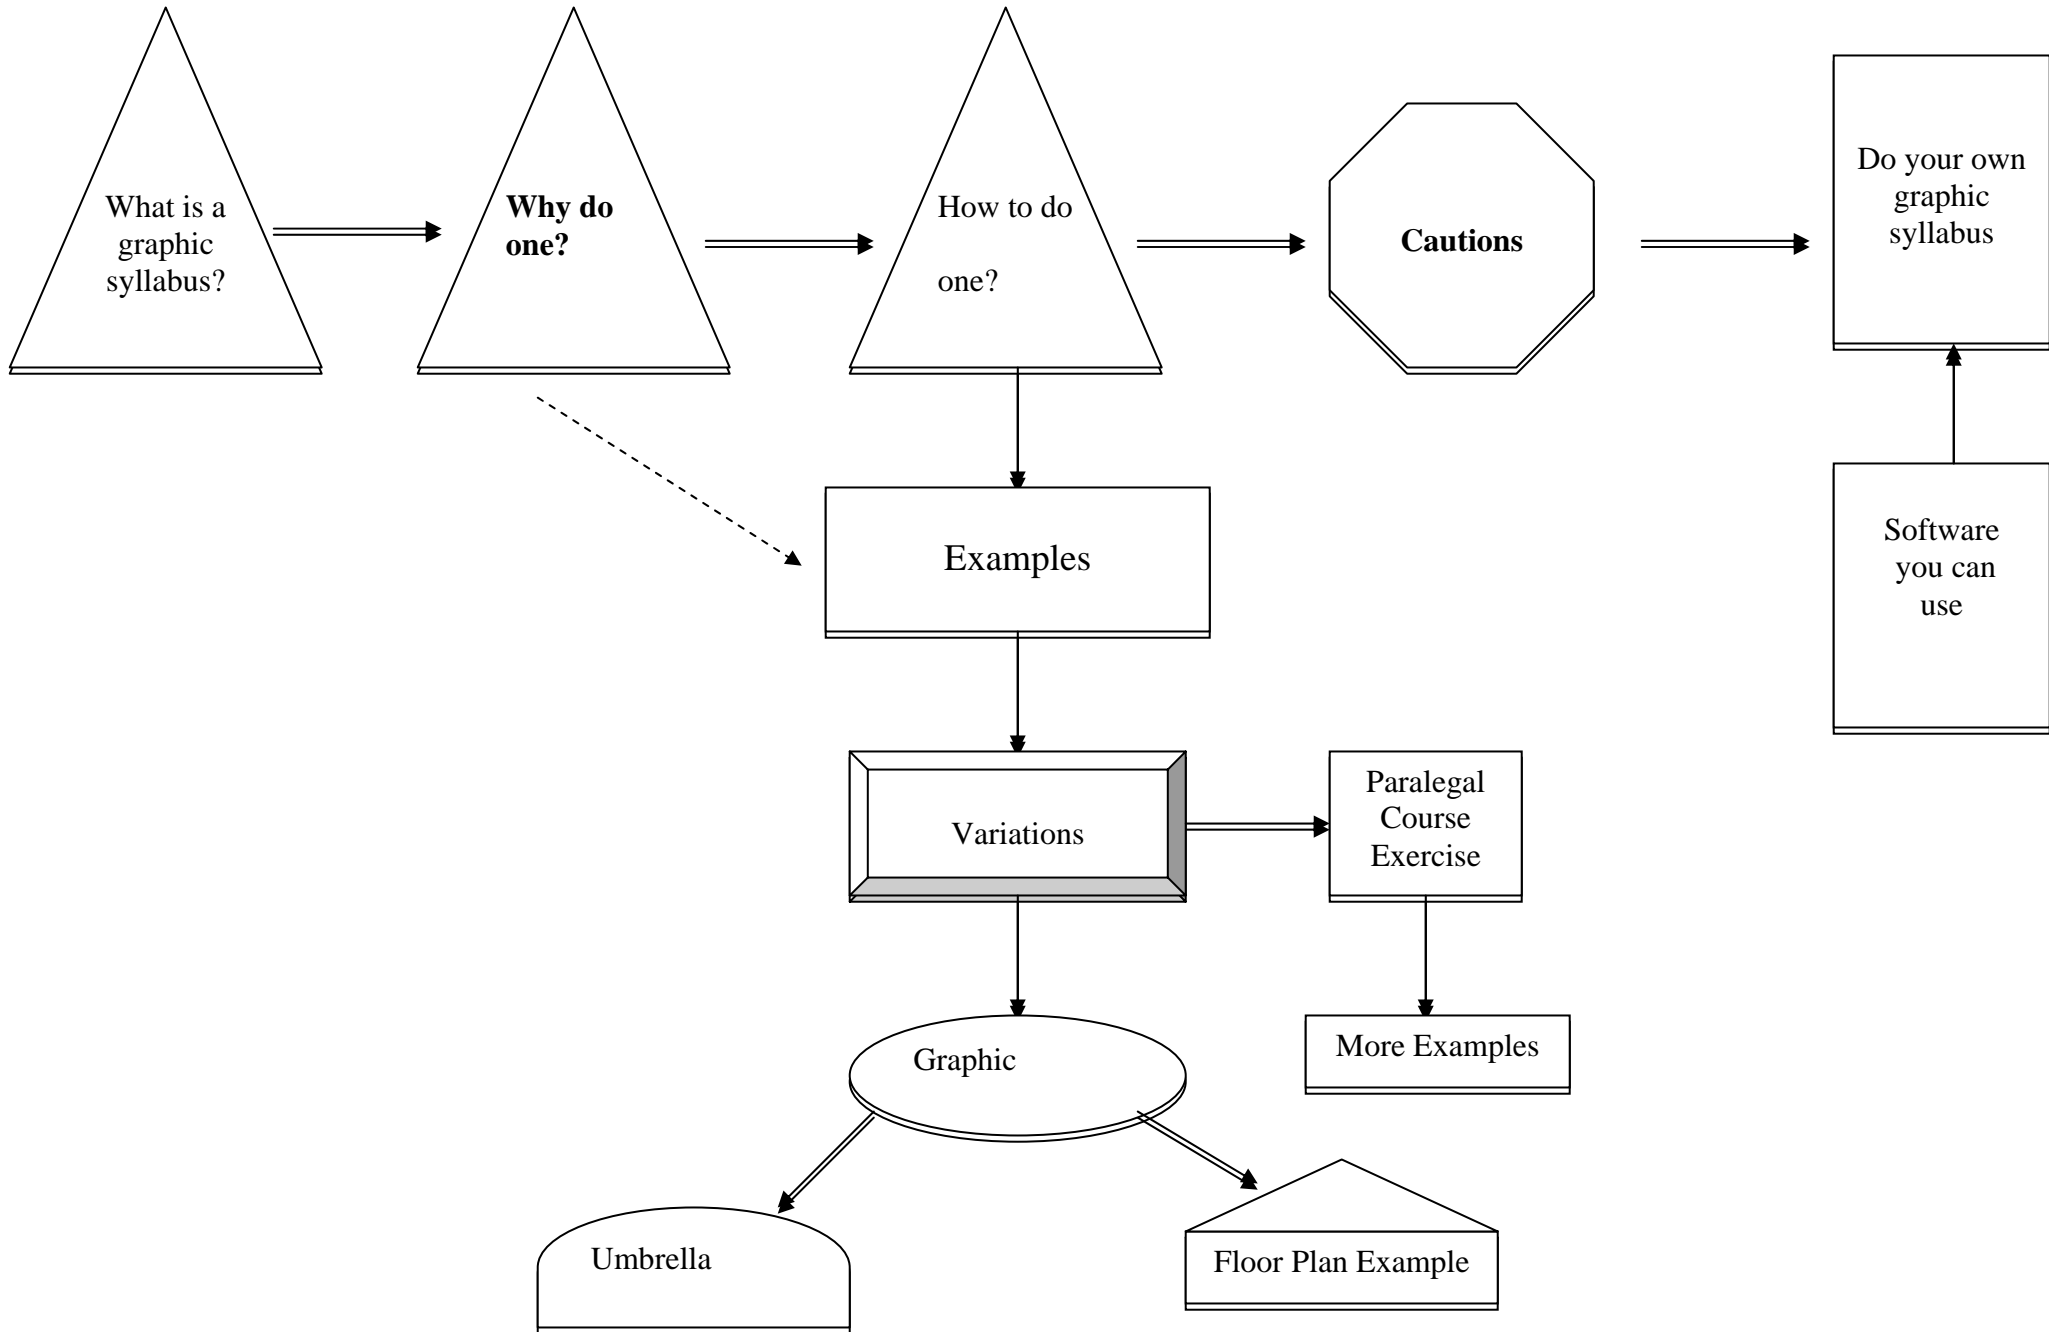 What is a
graphic
syllabus?
Why do
one?
How to do
one?
Cautions
Do your own
graphic
syllabus
Examples
Software
you can
use
Variations
Paralegal
Course
Exercise
Graphic
More Examples
Umbrella
Floor Plan Example